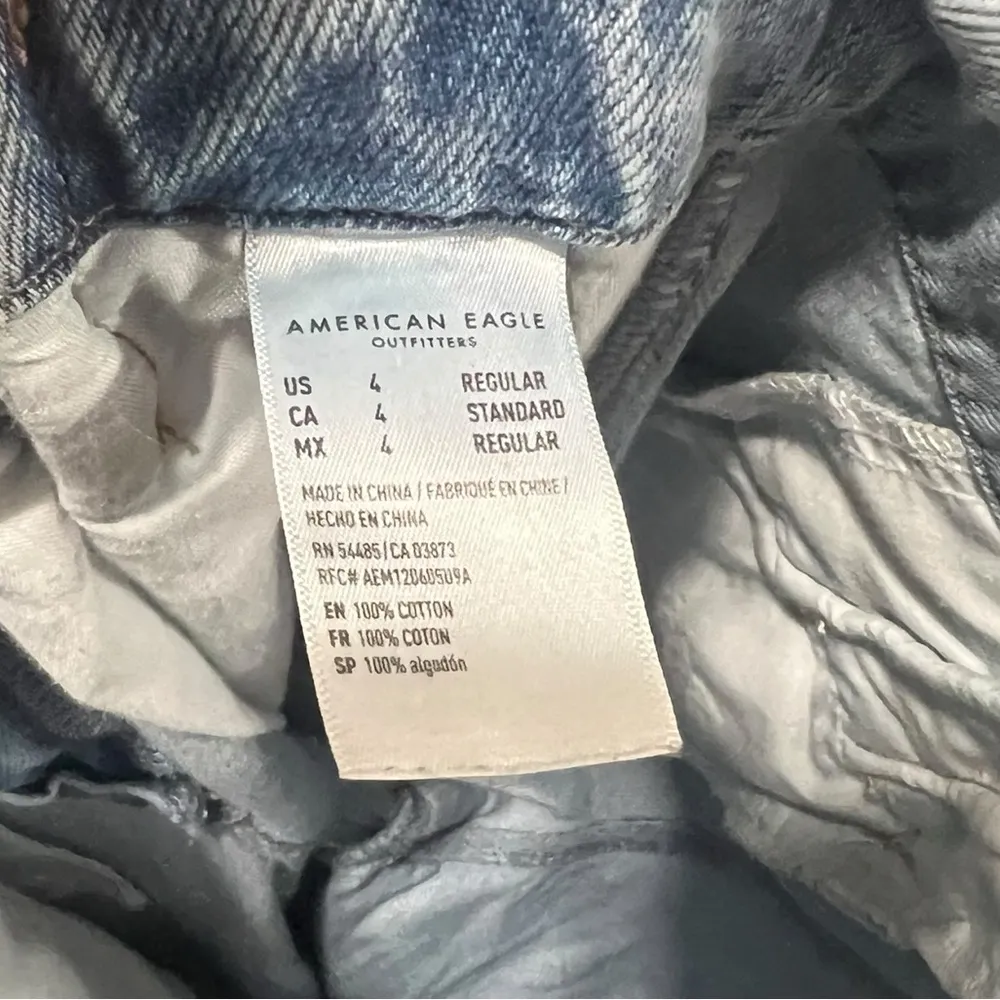 AMERICAN EAGLE
OUTFITTERS
US 4 REGULAR
CA 4 STANDARD
MX 4 REGULAR
MADE IN CHINA / FABRIQUÉ EN CHINE /
HECHO EN CHINA
RN 54485/CA 03873
RFC# AEM120605U9A
EN 100% COTTON
FR 100% COTON
SP 100% algodón